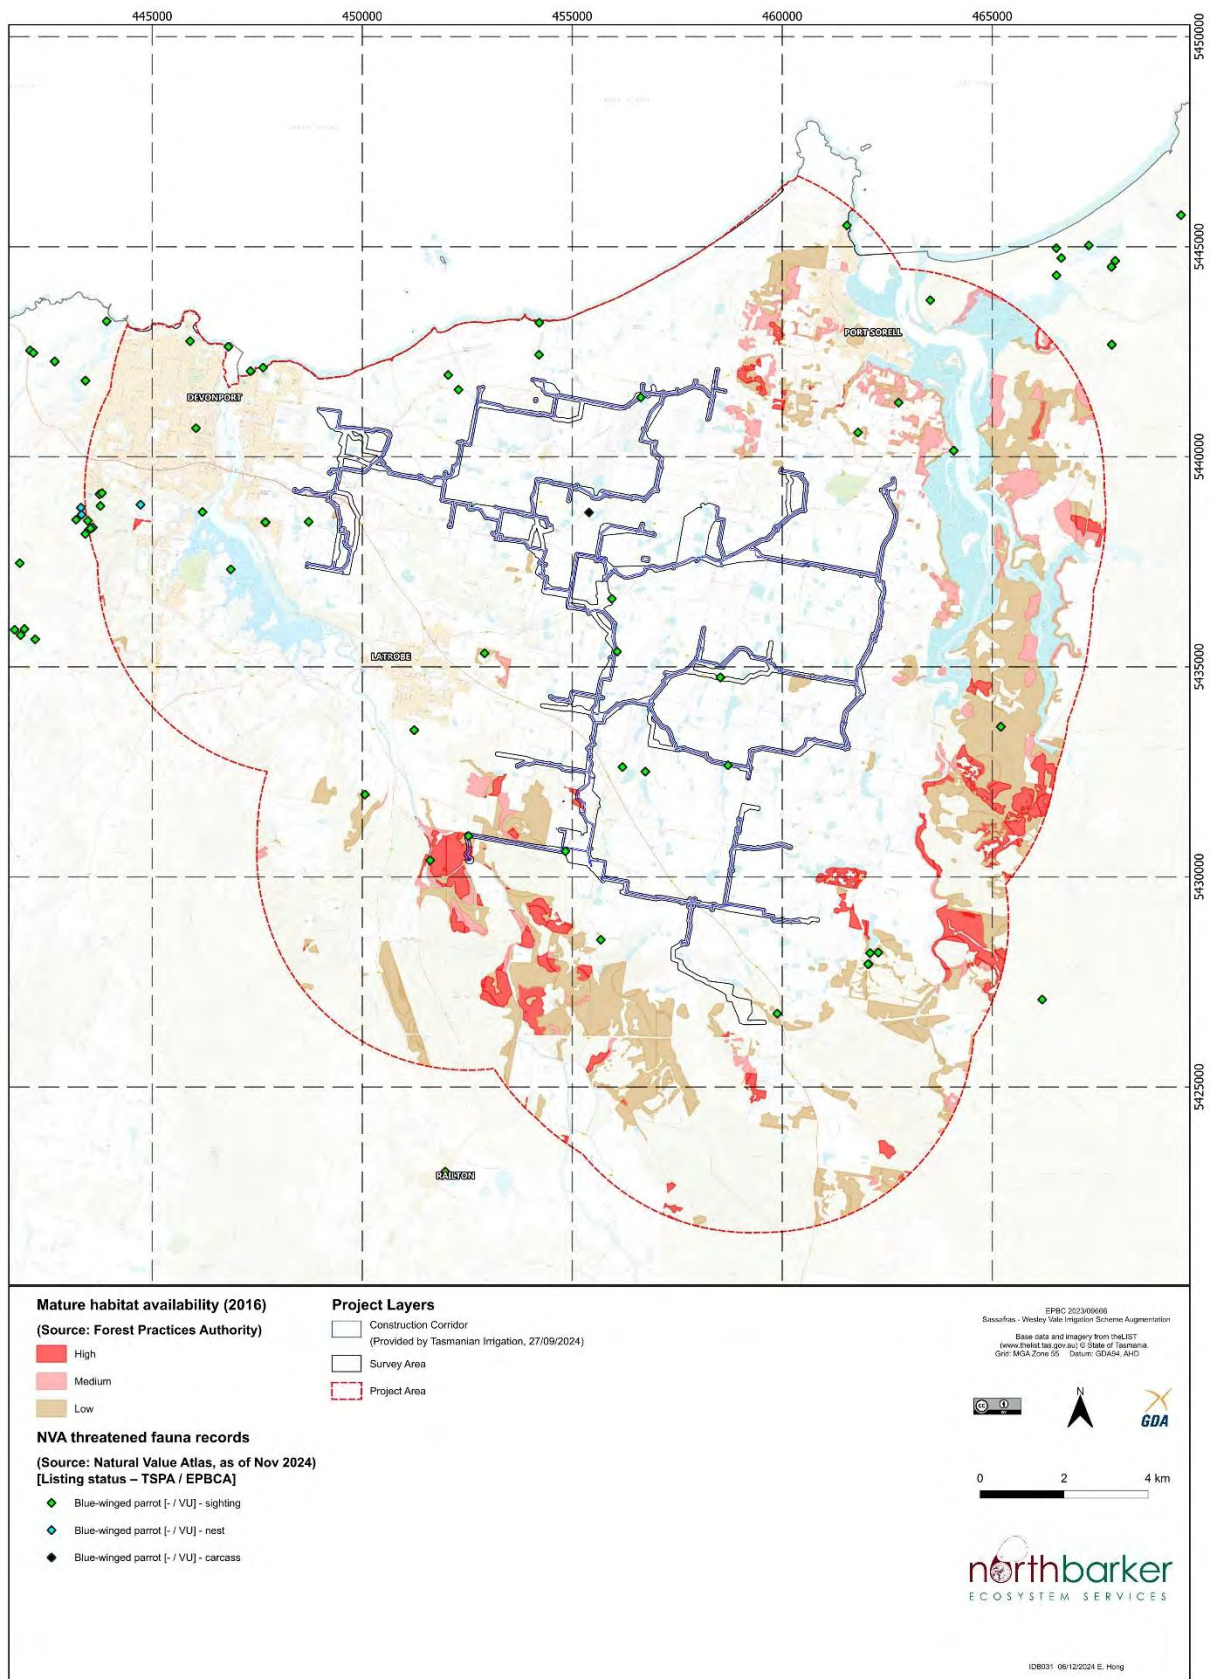 445000 450000 455000 460000 465000
5450000
5445000
5440000
5435000
5430000
5425000
PORT SORELL
DEVONPORT
LATROBE
RAILTON
Mature habitat availability (2016)
(Source: Forest Practices Authority)
High
Medium
Low
NVA threatened fauna records
(Source: Natural Value Atlas, as of Nov 2024)
[Listing status – TSPA / EPBCA]
Blue-winged parrot [- / VU] - sighting
Blue-winged parrot [- / VU] - nest
Blue-winged parrot [- / VU] - carcass
Project Layers
Construction Corridor
(Provided by Tasmanian Irrigation, 27/09/2024)
Survey Area
Project Area
EPBC 2023/09666
Sassafras - Wesley Vale Irrigation Scheme Augmentation
Base data and imagery from theLIST
(www.thelist.tas.gov.au) © State of Tasmania.
Grid: MGA Zone 55 Datum: GDA94, AHD
cc
BY
N
GDA
0 2 4 km
northbarker
ECOSYSTEM SERVICES
IDB031 06/12/2024 E. Hong